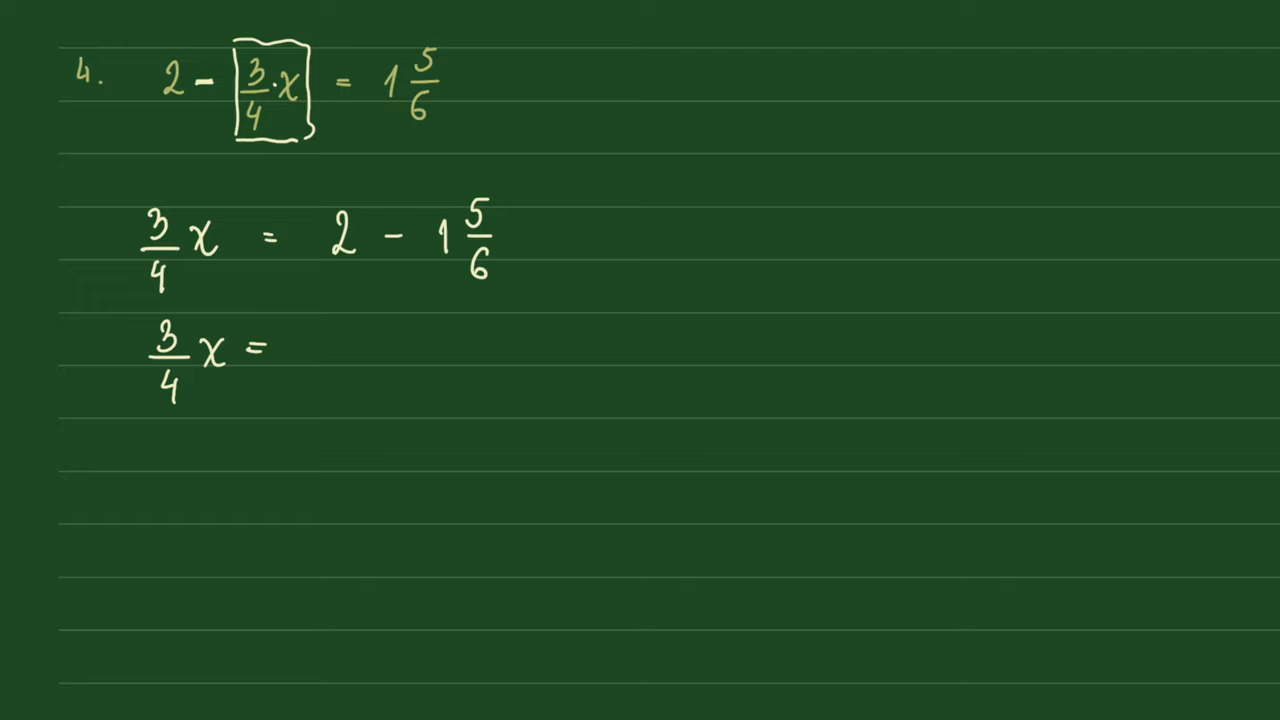 4. 2 - 3/4 · x = 1 5/6
3/4 x = 2 - 1 5/6
3/4 x =